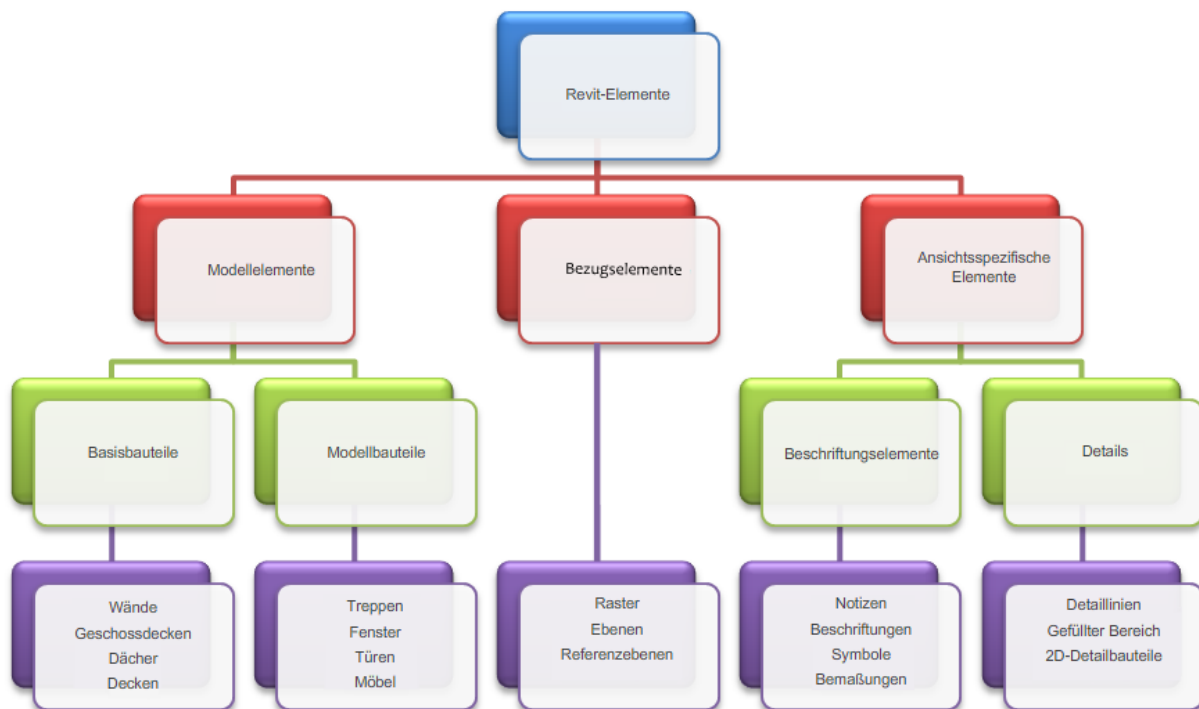 Revit-Elemente
Modellelemente
Bezugselemente
Ansichtsspezifische
Elemente
Basisbauteile
Modellbauteile
Beschriftungselemente
Details
Wände
Geschossdecken
Dächer
Decken
Treppen
Fenster
Türen
Möbel
Raster
Ebenen
Referenzebenen
Notizen
Beschriftungen
Symbole
Bemaßungen
Detaillinien
Gefüllter Bereich
2D-Detailbauteile